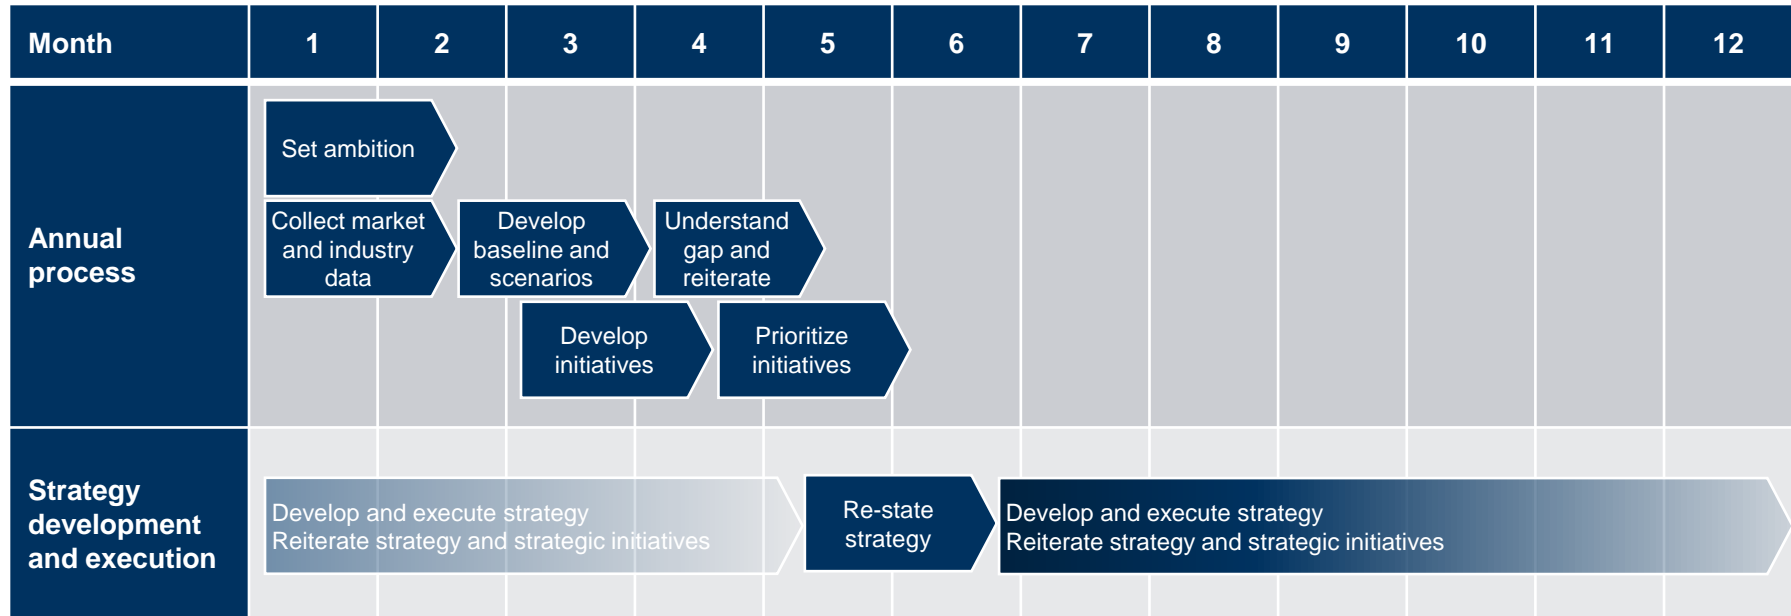 Month 1 2 3 4 5 6 7 8 9 10 11 12
Annual
process
Set ambition
Collect market
and industry
data
Develop
baseline and
scenarios
Understand
gap and
reiterate
Develop
initiatives
Prioritize
initiatives
Strategy
development
and execution
Develop and execute strategy
Reiterate strategy and strategic initiatives
Re-state
strategy
Develop and execute strategy
Reiterate strategy and strategic initiatives